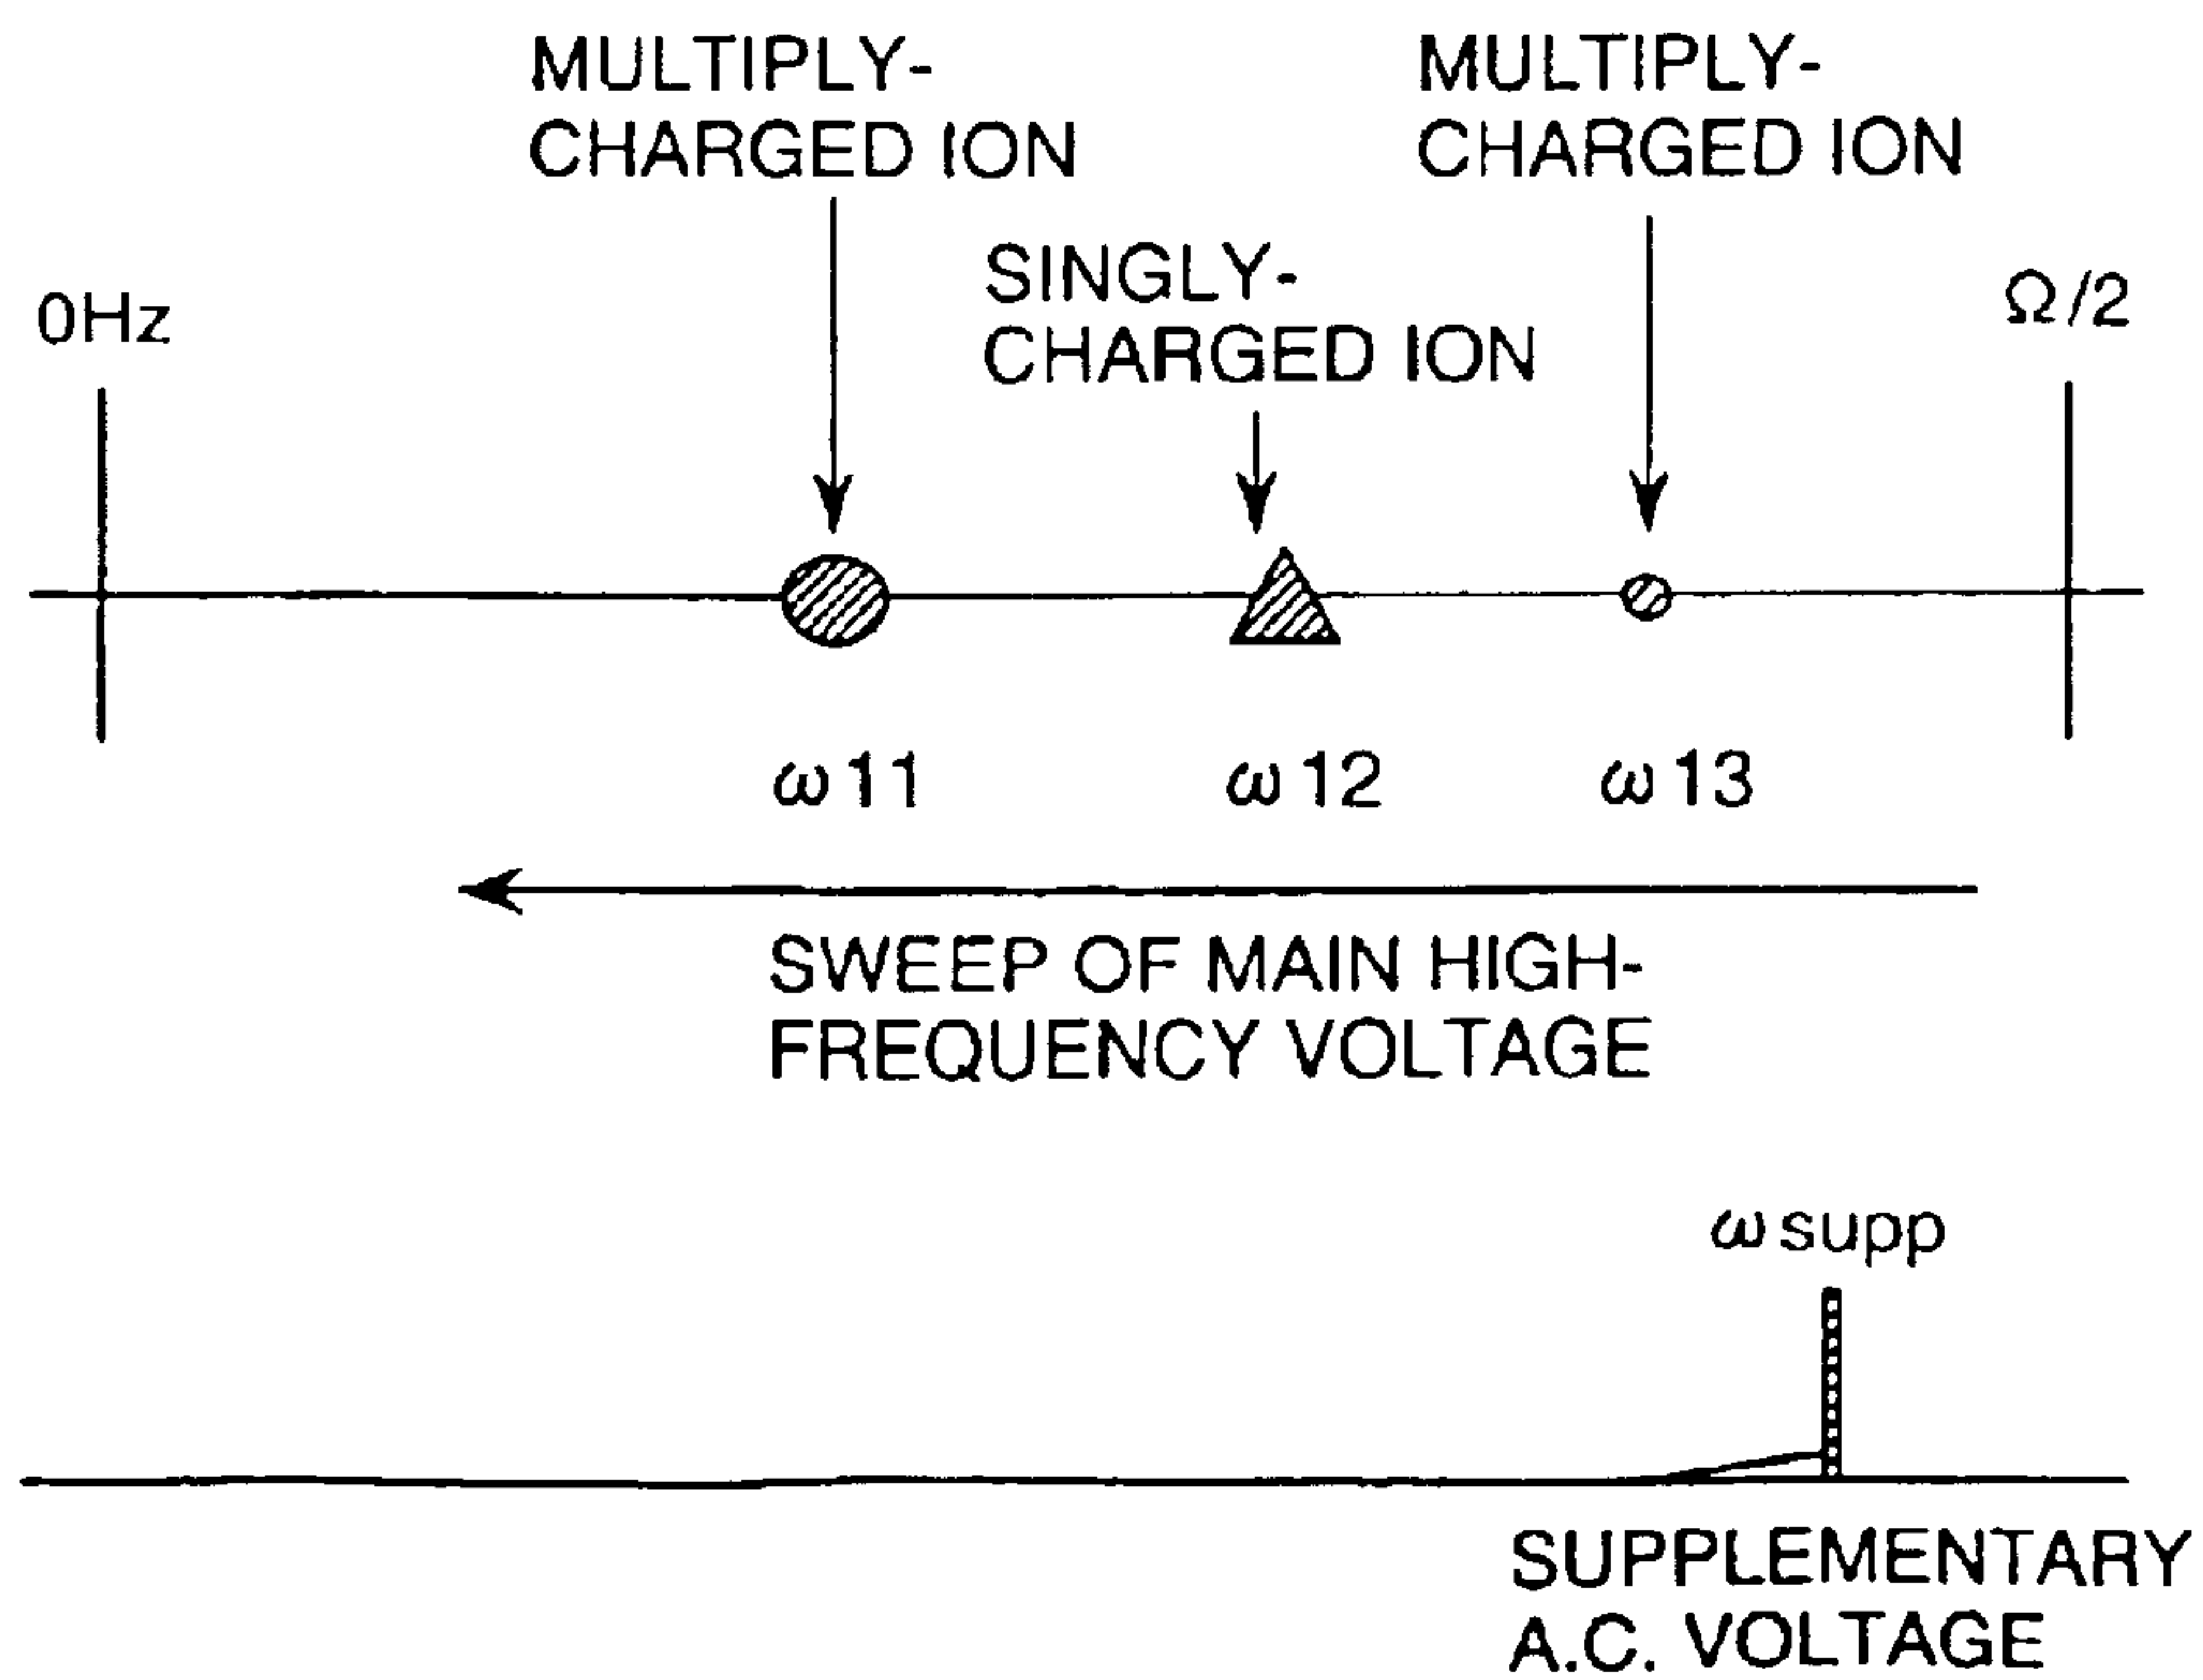 MULTIPLY-
CHARGED ION
MULTIPLY-
CHARGED ION
SINGLY-
CHARGED ION
0Hz
Ω/2
ω11
ω12
ω13
SWEEP OF MAIN HIGH-
FREQUENCY VOLTAGE
ωsupp
SUPPLEMENTARY
A.C. VOLTAGE